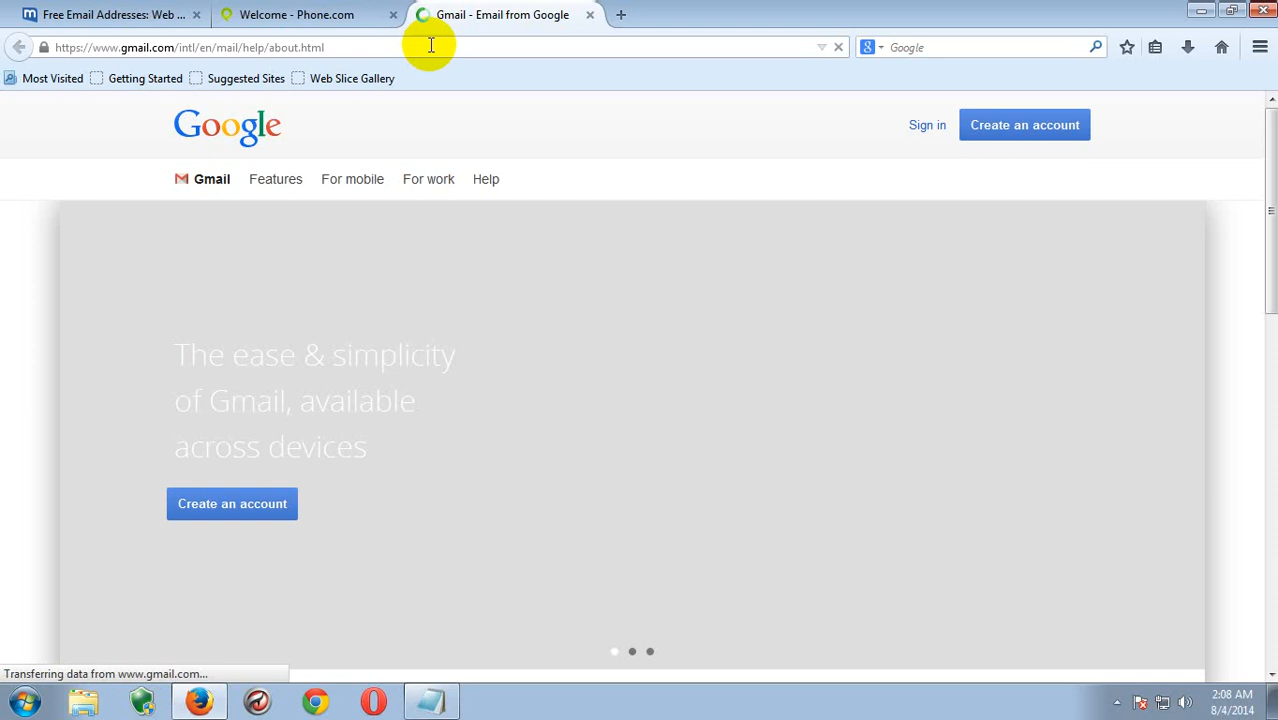 Free Email Addresses: Web ...
Welcome - Phone.com
Gmail - Email from Google
https://www.gmail.com/intl/en/mail/help/about.html
Google
Most Visited
Getting Started
Suggested Sites
Web Slice Gallery
Google
Sign in
Create an account
Gmail
Features
For mobile
For work
Help
The ease & simplicity
of Gmail, available
across devices
Create an account
Transferring data from www.gmail.com...
2:08 AM
8/4/2014